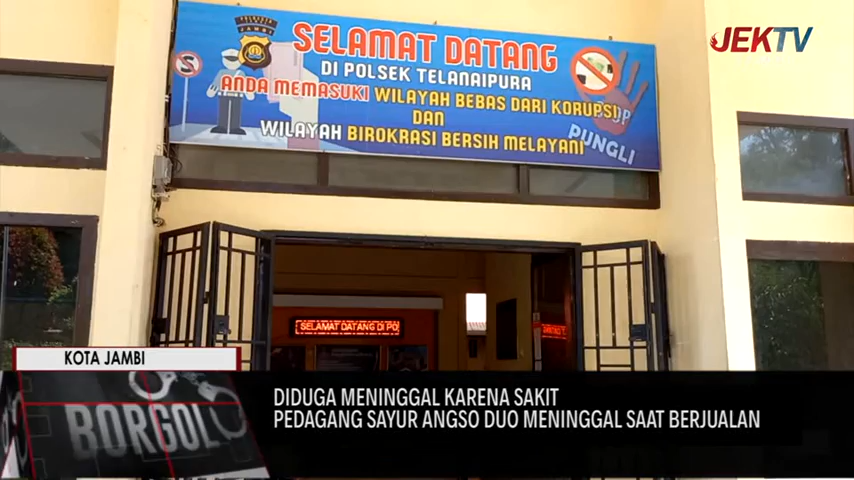 JEKTV
JAMBI
SELAMAT DATANG
DI POLSEK TELANAIPURA
ANDA MEMASUKI WILAYAH BEBAS DARI KORUPSI
DAN
WILAYAH BIROKRASI BERSIH MELAYANI
PUNGLI
SELAMAT DATANG DI PO
KOTA JAMBI
BORGOL
DIDUGA MENINGGAL KARENA SAKIT
PEDAGANG SAYUR ANGSO DUO MENINGGAL SAAT BERJUALAN